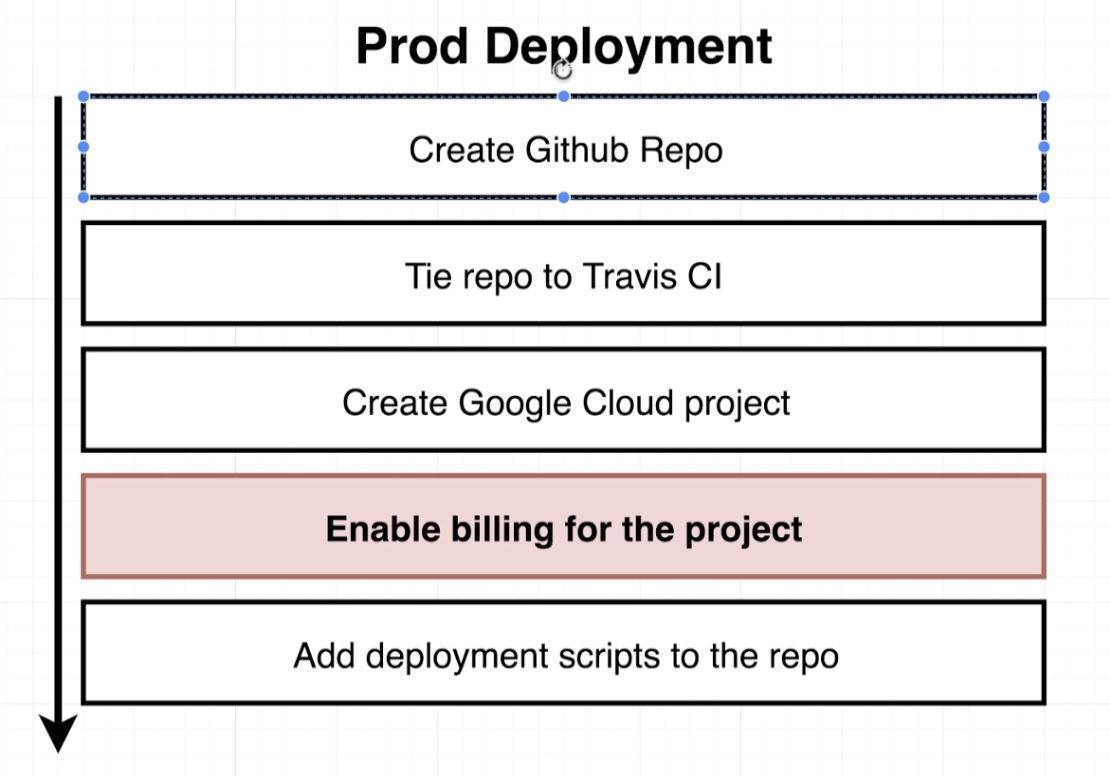 Prod Deployment
Create Github Repo
Tie repo to Travis CI
Create Google Cloud project
Enable billing for the project
Add deployment scripts to the repo